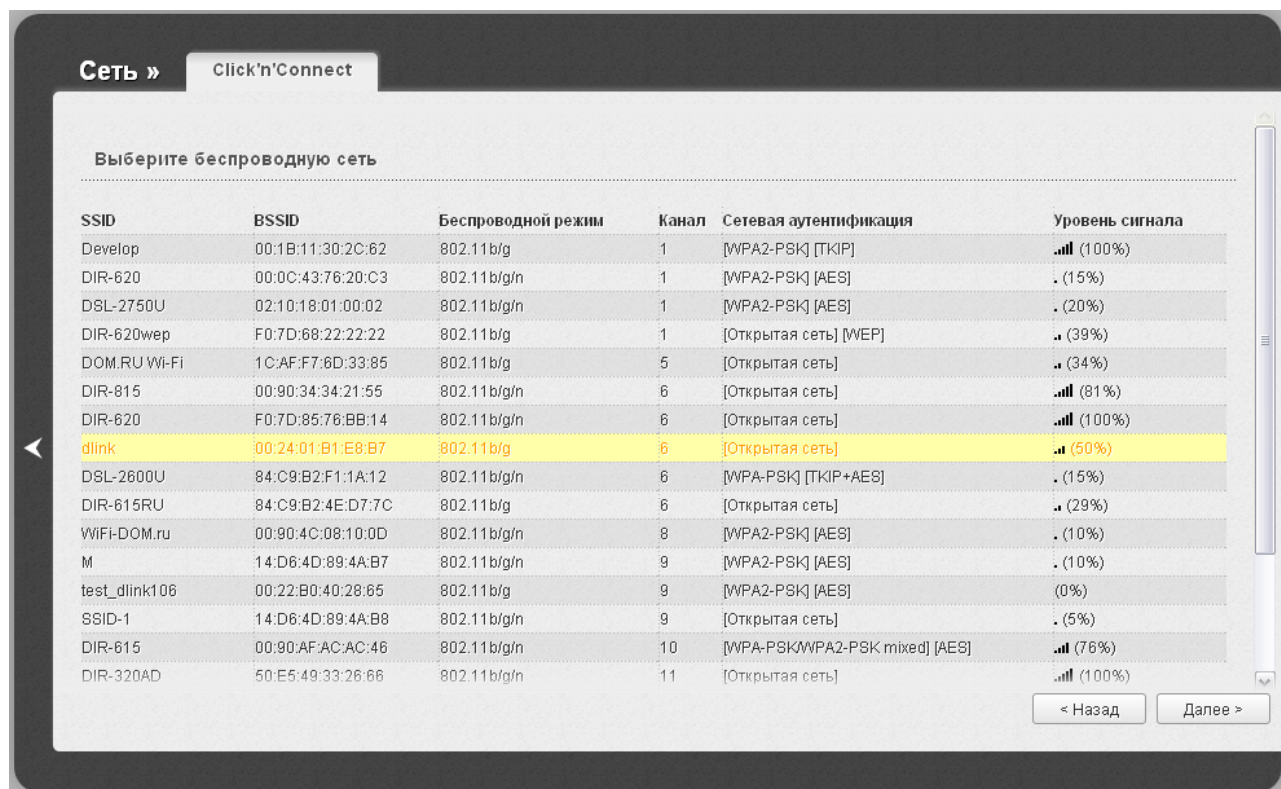 Сеть » Click'n'Connect
Выберите беспроводную сеть
SSID BSSID Беспроводной режим Канал Сетевая аутентификация Уровень сигнала
Develop 00:1B:11:30:2C:62 802.11b/g 1 [WPA2-PSK] [TKIP] (100%)
DIR-620 00:0C:43:76:20:C3 802.11b/g/n 1 [WPA2-PSK] [AES] (15%)
DSL-2750U 02:10:18:01:00:02 802.11b/g/n 1 [WPA2-PSK] [AES] (20%)
DIR-620wep F0:7D:68:22:22:22 802.11b/g 1 [Открытая сеть] [WEP] (39%)
DOM.RU Wi-Fi 1C:AF:F7:6D:33:85 802.11b/g 5 [Открытая сеть] (34%)
DIR-815 00:90:34:34:21:55 802.11b/g/n 6 [Открытая сеть] (81%)
DIR-620 F0:7D:85:76:BB:14 802.11b/g/n 6 [Открытая сеть] (100%)
dlink 00:24:01:B1:E8:B7 802.11b/g 6 [Открытая сеть] (50%)
DSL-2600U 84:C9:B2:F1:1A:12 802.11b/g/n 6 [WPA-PSK] [TKIP+AES] (15%)
DIR-615RU 84:C9:B2:4E:D7:7C 802.11b/g 6 [Открытая сеть] (29%)
WiFi-DOM.ru 00:90:4C:08:10:0D 802.11b/g/n 8 [WPA2-PSK] [AES] (10%)
M 14:D6:4D:89:4A:B7 802.11b/g/n 9 [WPA2-PSK] [AES] (10%)
test_dlink106 00:22:B0:40:28:65 802.11b/g 9 [WPA2-PSK] [AES] (0%)
SSID-1 14:D6:4D:89:4A:B8 802.11b/g/n 9 [Открытая сеть] (5%)
DIR-615 00:90:AF:AC:AC:46 802.11b/g/n 10 [WPA-PSK/WPA2-PSK mixed] [AES] (76%)
DIR-320AD 50:E5:49:33:26:66 802.11b/g/n 11 [Открытая сеть] (100%)
< Назад Далее >